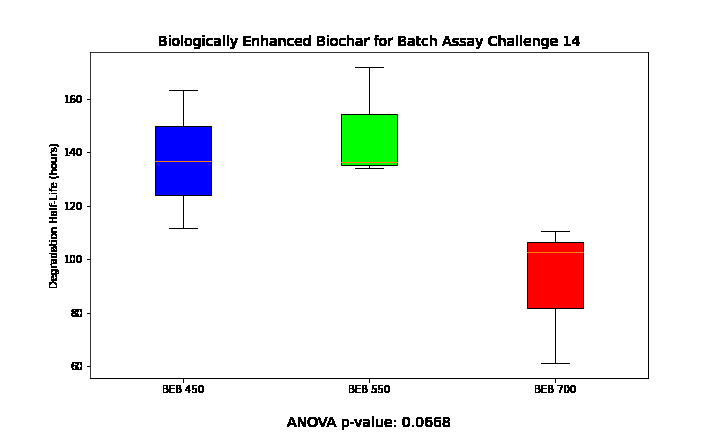 Biologically Enhanced Biochar for Batch Assay Challenge 14
Degradation Half-Life (hours)
160
140
120
100
80
60
BEB 450 BEB 550 BEB 700
ANOVA p-value: 0.0668